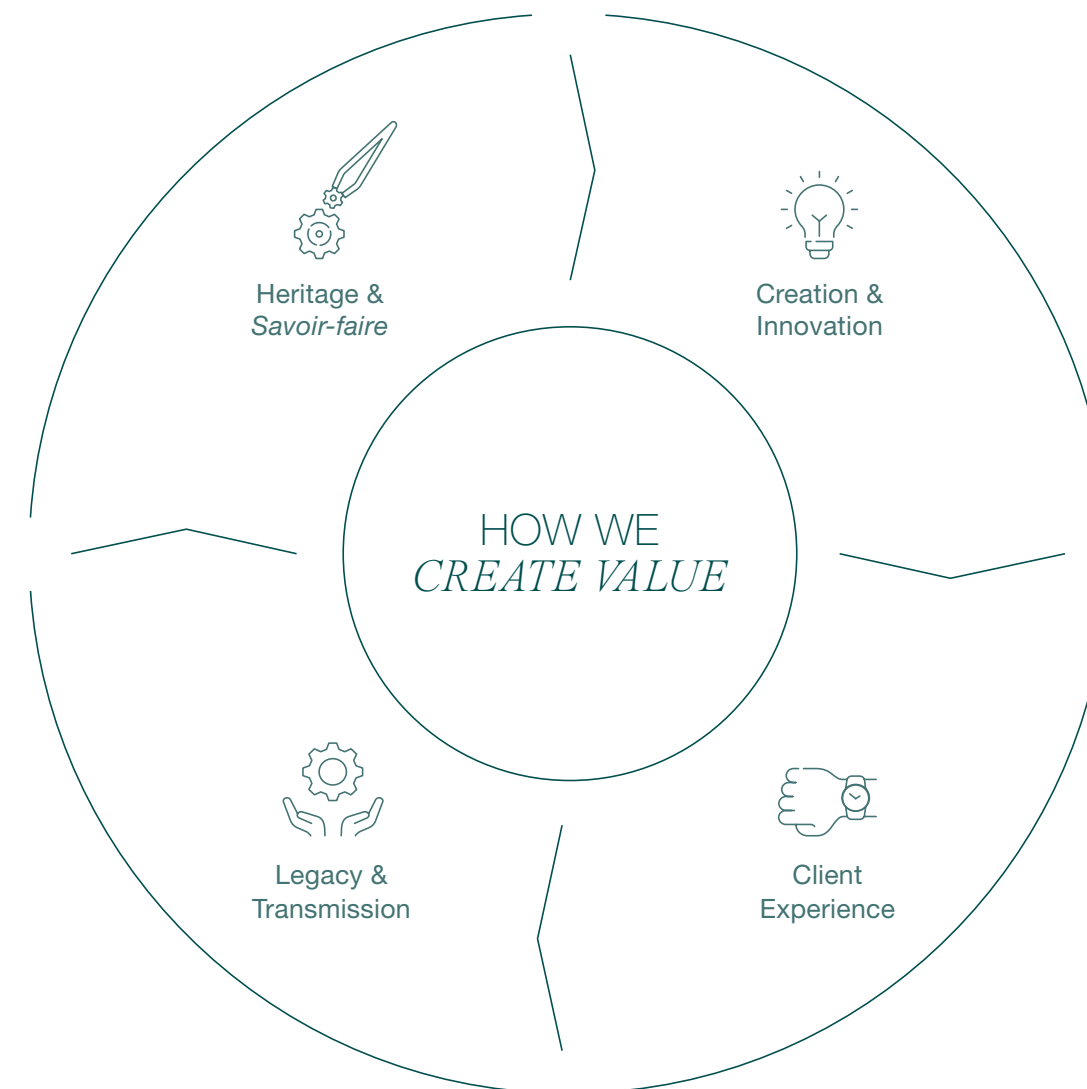 Heritage &
Savoir-faire
Creation &
Innovation
HOW WE
CREATE VALUE
Legacy &
Transmission
Client
Experience